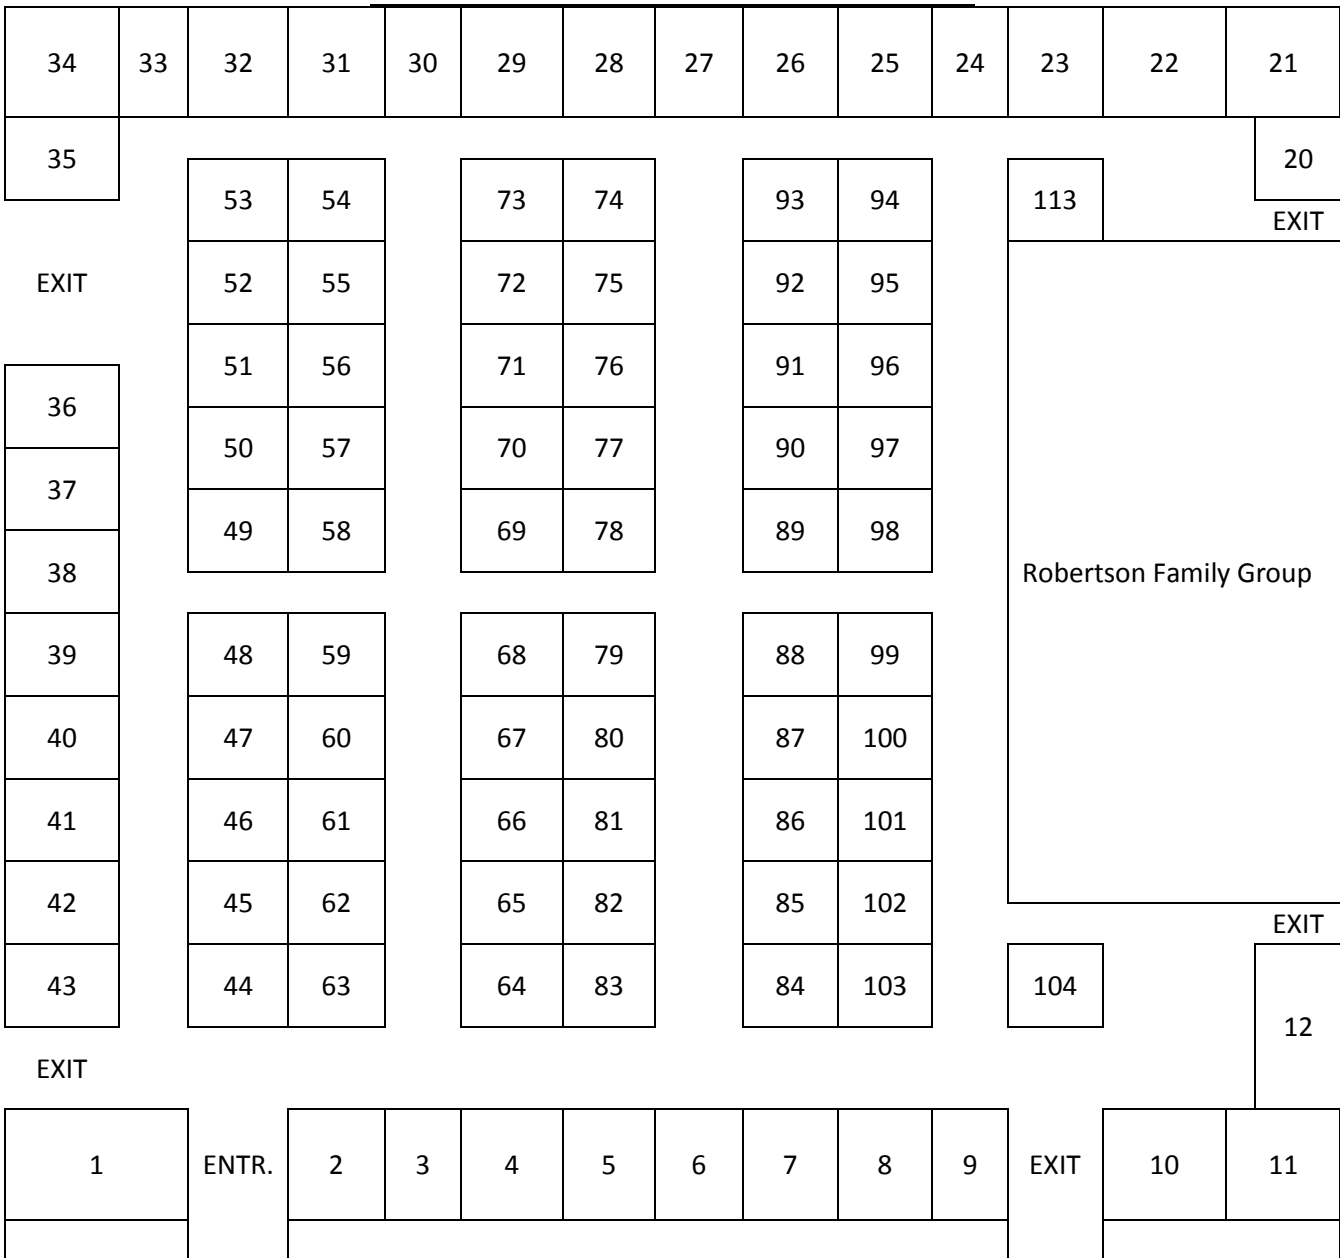 34 33 32 31 30 29 28 27 26 25 24 23 22 21
35 20
53 54 73 74 93 94 113
EXIT
EXIT 52 55 72 75 92 95
51 56 71 76 91 96
36
50 57 70 77 90 97
37
49 58 69 78 89 98
38 Robertson Family Group
39 48 59 68 79 88 99
40 47 60 67 80 87 100
41 46 61 66 81 86 101
42 45 62 65 82 85 102
EXIT
43 44 63 64 83 84 103 104
12
EXIT
1 ENTR. 2 3 4 5 6 7 8 9 EXIT 10 11